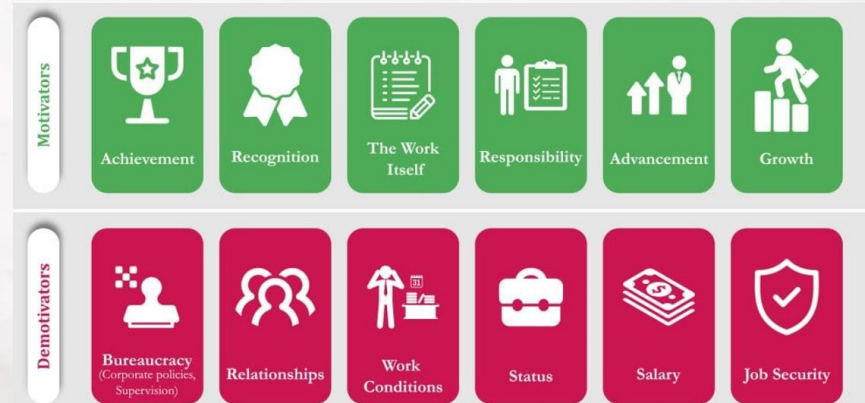 Motivators
Achievement
Recognition
The Work
Itself
Responsibility
Advancement
Growth
Demotivators
Bureaucracy
(Corporate policies,
Supervision)
Relationships
31
Work
Conditions
Status
$
Salary
Job Security